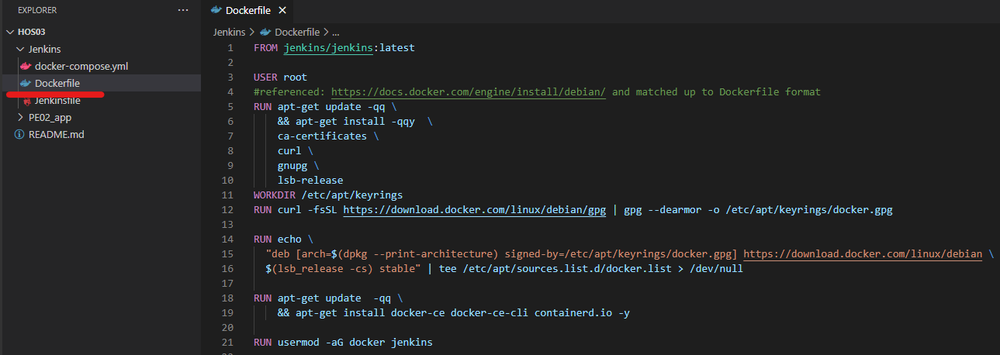 EXPLORER
···
HOS03
Jenkins
docker-compose.yml
Dockerfile
Jenkinsfile
PE02_app
README.md
Dockerfile
Jenkins > Dockerfile > ...
1 FROM jenkins/jenkins:latest
2
3 USER root
4 #referenced: https://docs.docker.com/engine/install/debian/ and matched up to Dockerfile format
5 RUN apt-get update -qq \
6 && apt-get install -qqy  \
7 ca-certificates \
8 curl \
9 gnupg \
10 lsb-release
11 WORKDIR /etc/apt/keyrings
12 RUN curl -fsSL https://download.docker.com/linux/debian/gpg | gpg --dearmor -o /etc/apt/keyrings/docker.gpg
13
14 RUN echo \
15 "deb [arch=$(dpkg --print-architecture) signed-by=/etc/apt/keyrings/docker.gpg] https://download.docker.com/linux/debian \
16 $(lsb_release -cs) stable" | tee /etc/apt/sources.list.d/docker.list > /dev/null
17
18 RUN apt-get update  -qq \
19 && apt-get install docker-ce docker-ce-cli containerd.io -y
20
21 RUN usermod -aG docker jenkins